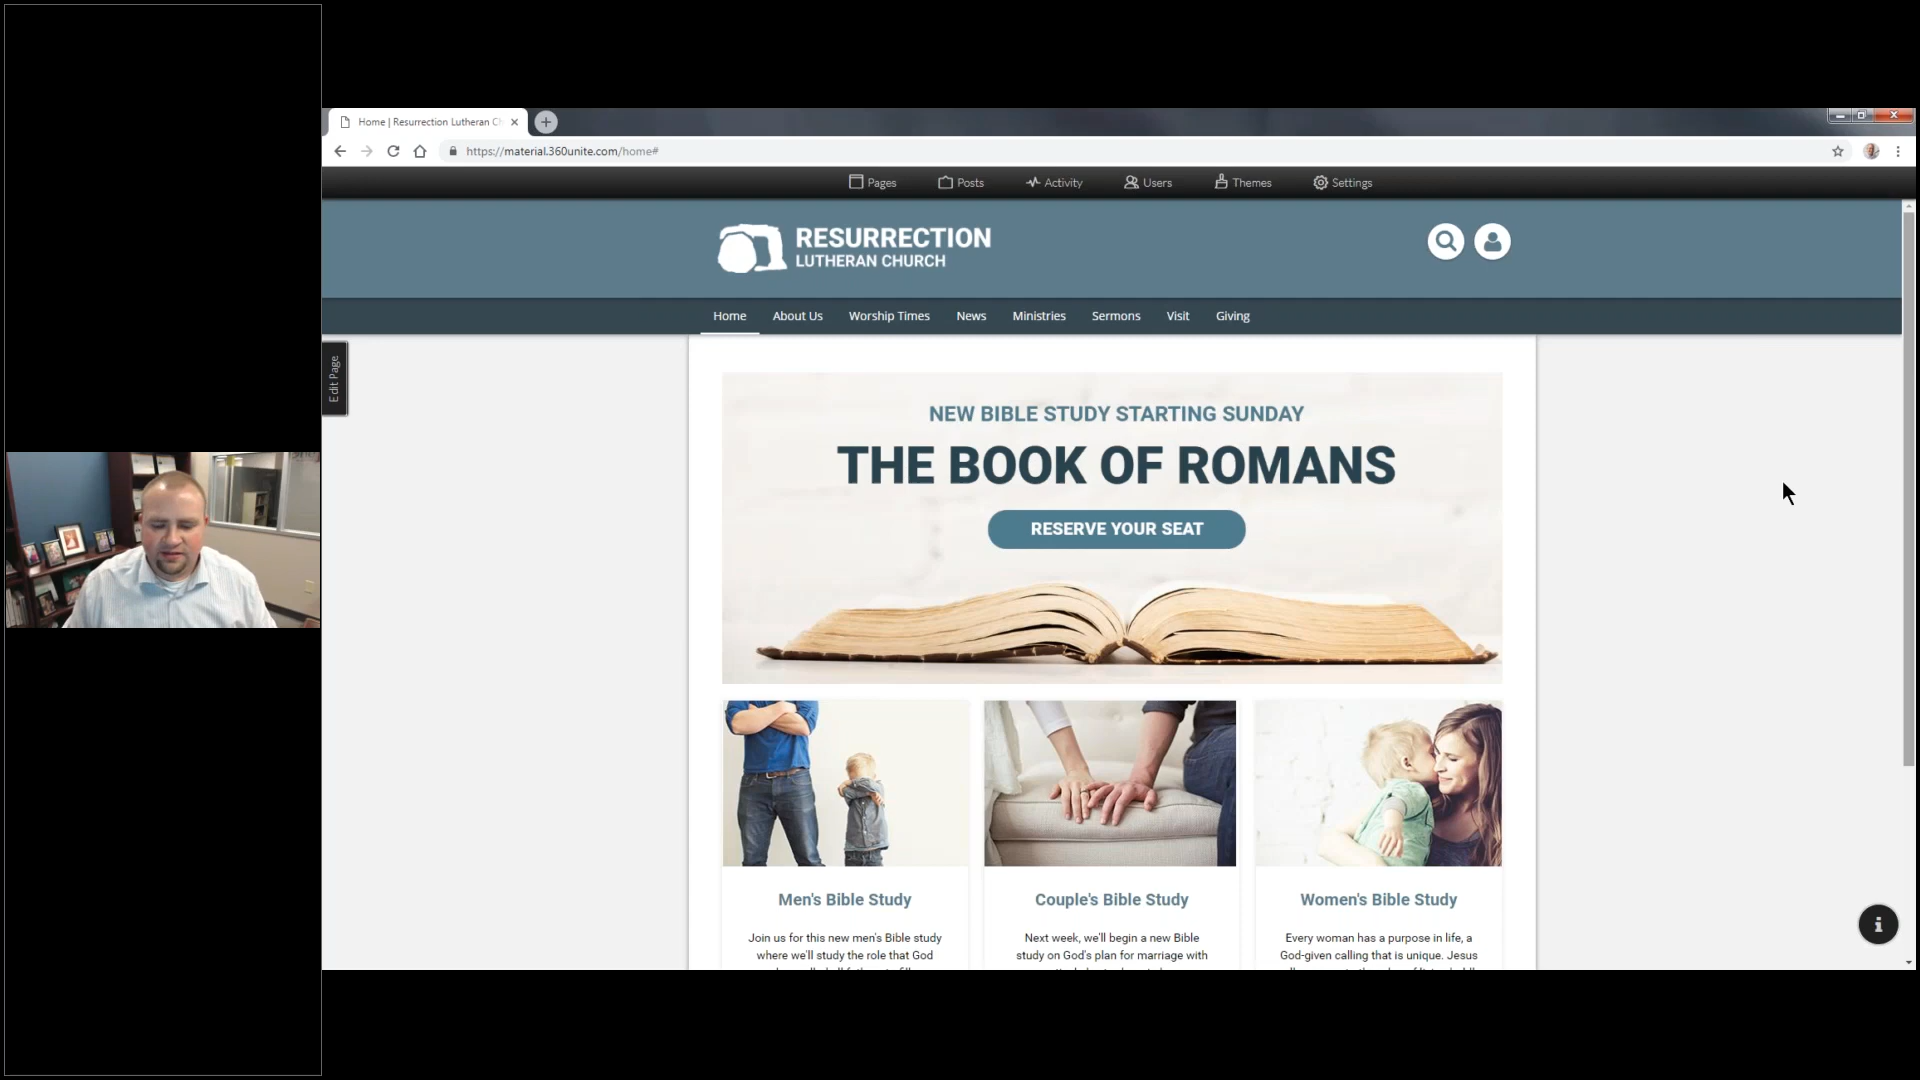 Home | Resurrection Lutheran C
https://material.360unite.com/home#
Pages
Posts
Activity
Users
Themes
Settings
RESURRECTION
LUTHERAN CHURCH
Home
About Us
Worship Times
News
Ministries
Sermons
Visit
Giving
Edit Page
NEW BIBLE STUDY STARTING SUNDAY
THE BOOK OF ROMANS
RESERVE YOUR SEAT
Men's Bible Study
Join us for this new men's Bible study
where we'll study the role that God
Couple's Bible Study
Next week, we'll begin a new Bible
study on God's plan for marriage with
Women's Bible Study
Every woman has a purpose in life, a
God-given calling that is unique. Jesus